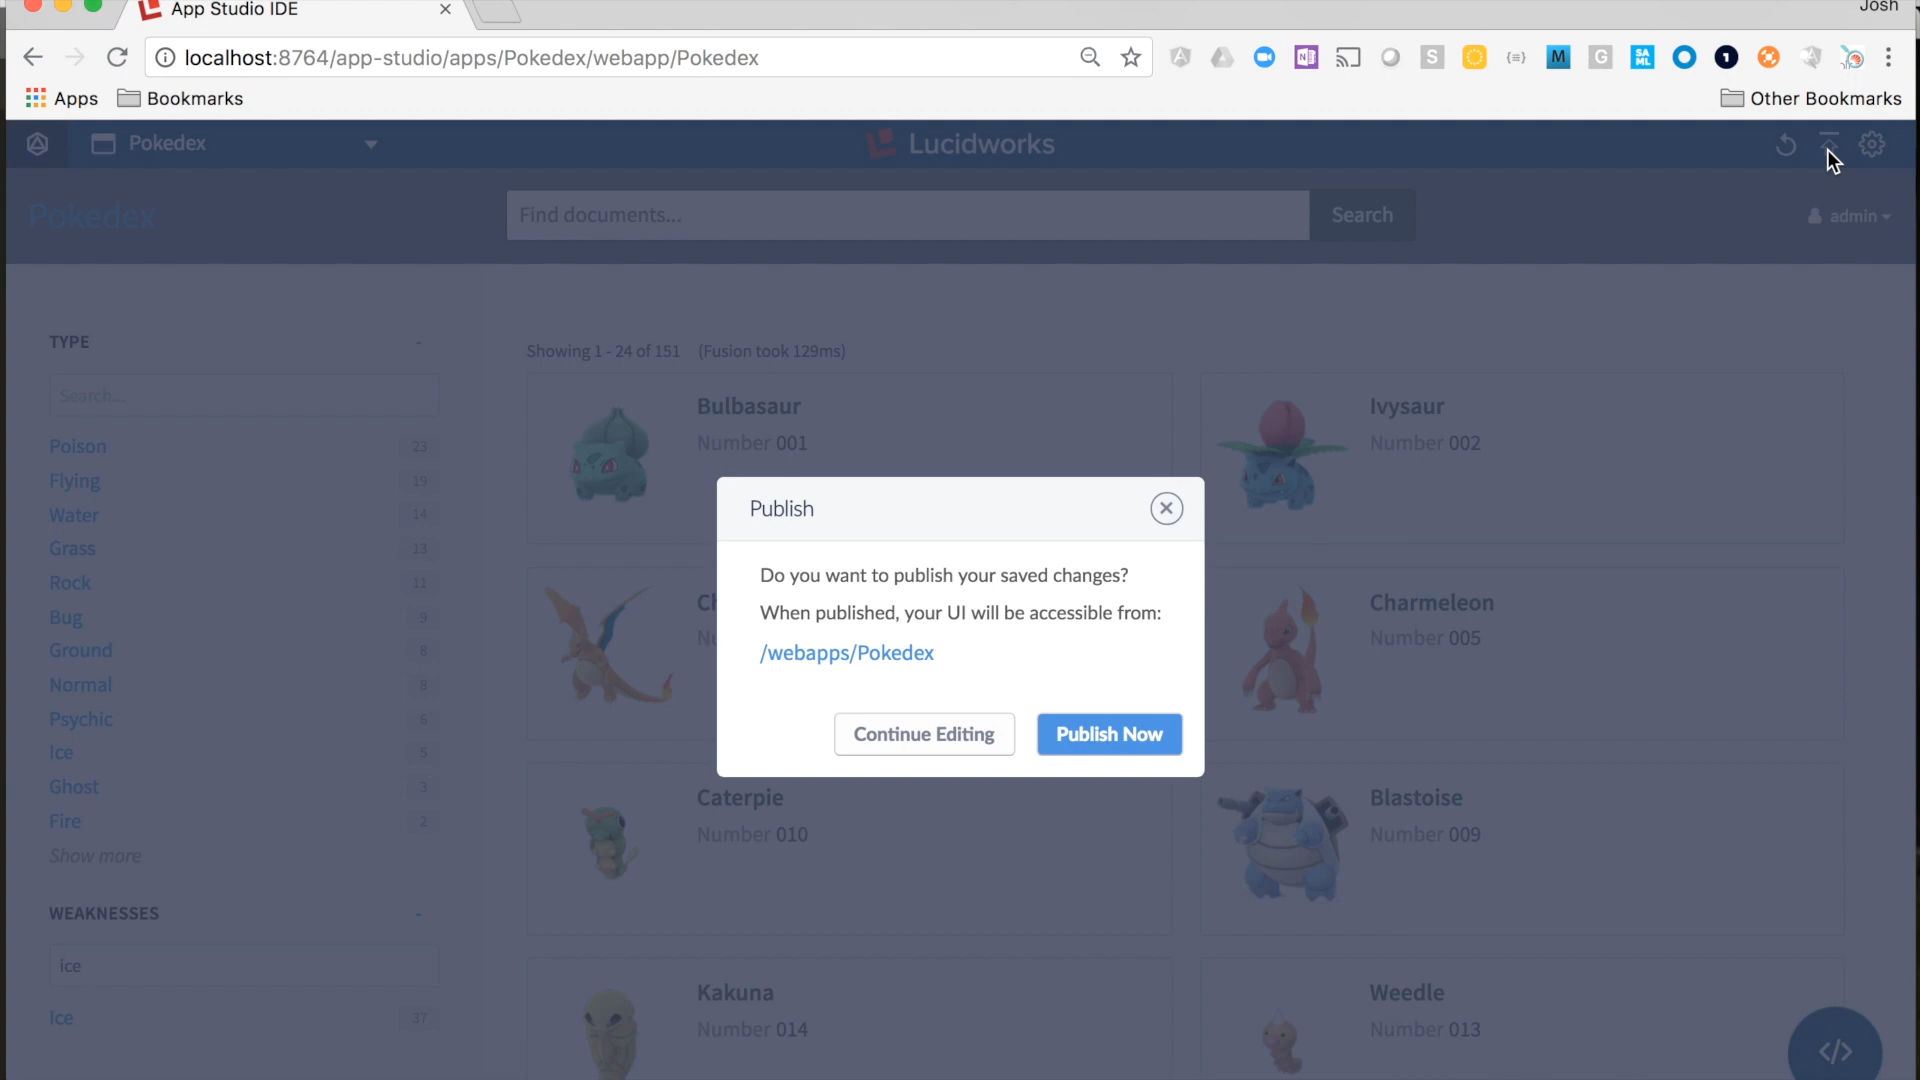 App Studio IDE
Josh
localhost:8764/app-studio/apps/Pokedex/webapp/Pokedex
Apps
Bookmarks
Other Bookmarks
Pokedex
Lucidworks
Pokedex
Find documents...
Search
admin
TYPE
-
Search...
Poison 23
Flying 19
Water 14
Grass 13
Rock 11
Bug 9
Ground 8
Normal 8
Psychic 6
Ice 5
Ghost 3
Fire 2
Show more
WEAKNESSES
-
ice
Ice 37
Showing 1 - 24 of 151 (Fusion took 129ms)
Bulbasaur
Number 001
Ivysaur
Number 002
Charmeleon
Number 005
Caterpie
Number 010
Blastoise
Number 009
Kakuna
Number 014
Weedle
Number 013
Publish
Do you want to publish your saved changes?
When published, your UI will be accessible from:
/webapps/Pokedex
Continue Editing
Publish Now